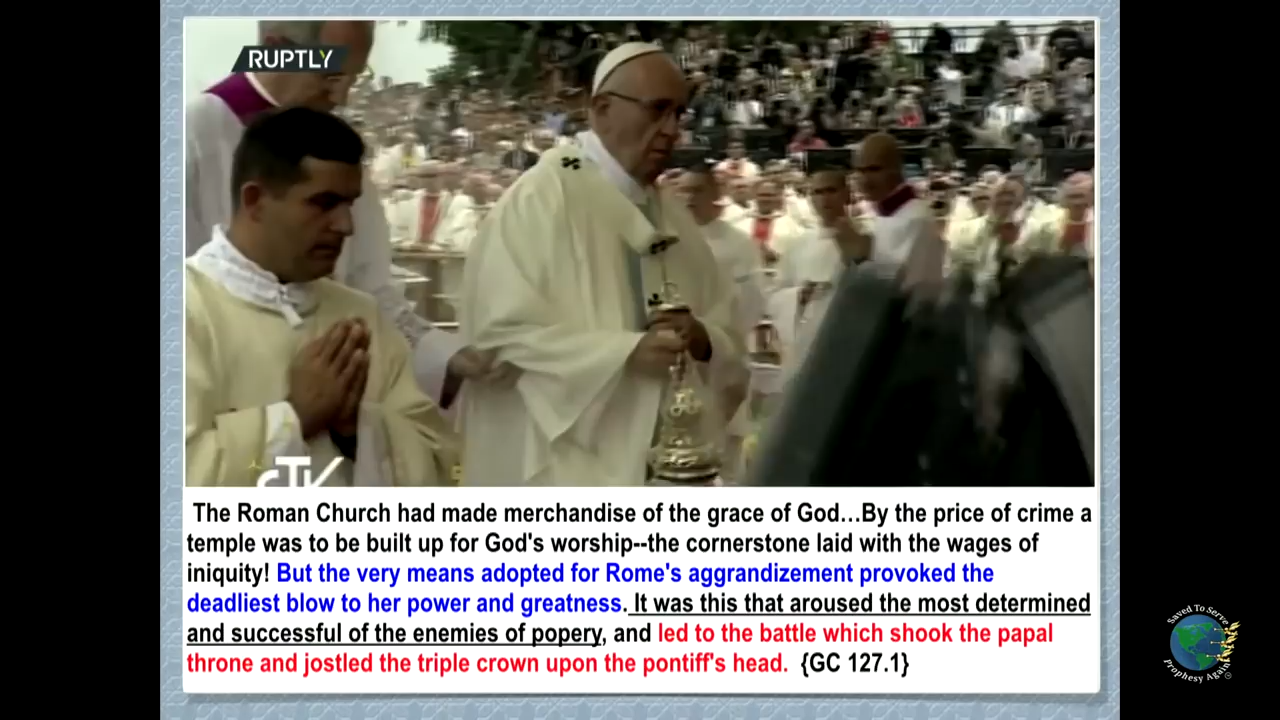 RUPTLY
CTV
The Roman Church had made merchandise of the grace of God…By the price of crime a
temple was to be built up for God's worship--the cornerstone laid with the wages of
iniquity! But the very means adopted for Rome's aggrandizement provoked the
deadliest blow to her power and greatness. It was this that aroused the most determined
and successful of the enemies of popery, and led to the battle which shook the papal
throne and jostled the triple crown upon the pontiff's head. {GC 127.1}
Saved To Serve
Prophesy Again